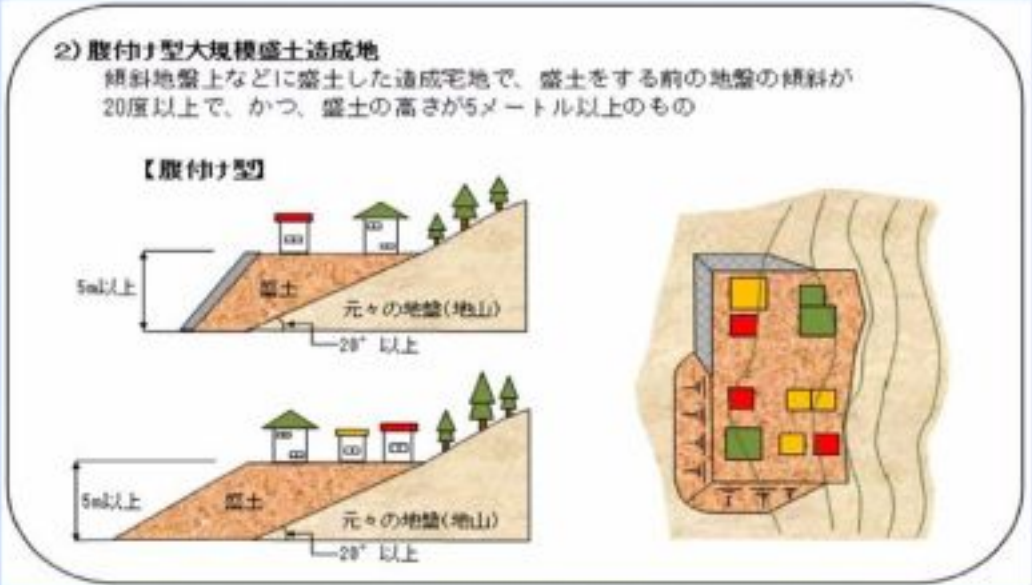 2) 腹付け型大規模盛土造成地
傾斜地盤上などに盛土した造成宅地で、盛土をする前の地盤の傾斜が
20度以上で、かつ、盛土の高さが5メートル以上のもの
【腹付け型】
5m以上
盛土
元々の地盤(地山)
20° 以上
5m以上
盛土
元々の地盤(地山)
20° 以上